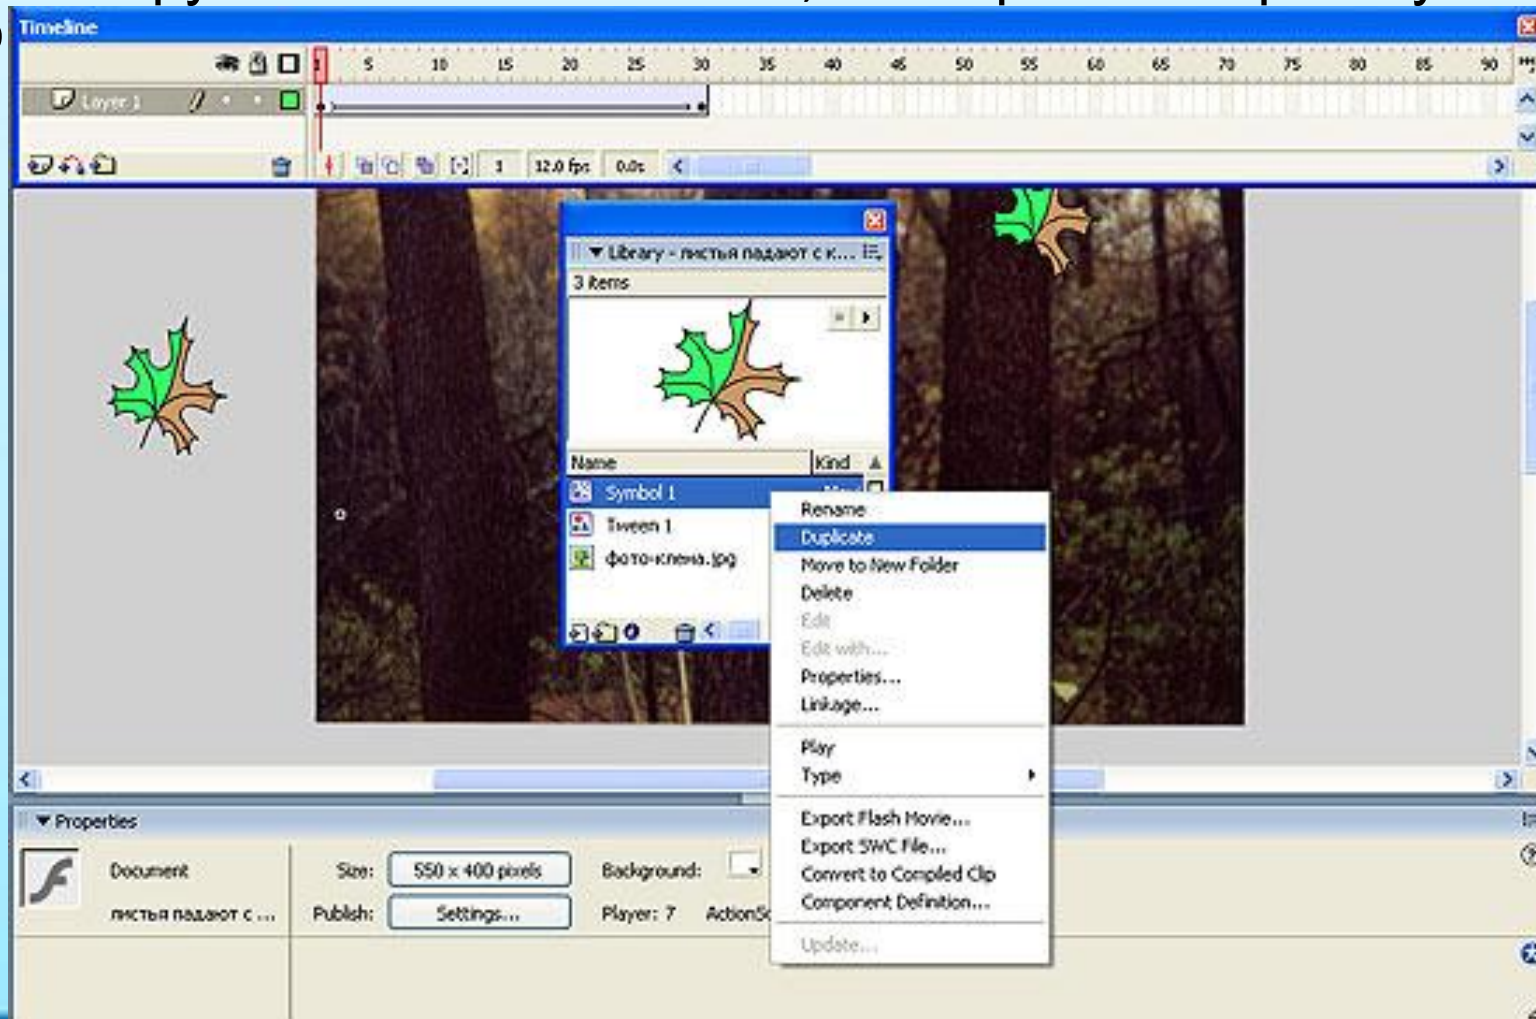 Timeline
1 5 10 15 20 25 30 35 40 45 50 55 60 65 70 75 80 85 90
Layer 1
1 12.0 fps 0.0s
Library - листья падают с к...
3 items
Name Kind
Symbol 1
Tween 1
фото-клена.jpg
Rename
Duplicate
Move to New Folder
Delete
Edit
Edit with...
Properties...
Linkage...
Play
Type
Export Flash Movie...
Export SWC File...
Convert to Compiled Clip
Component Definition...
Update...
Properties
Document Size: 550 x 400 pixels Background:
листья падают с ... Publish: Settings... Player: 7